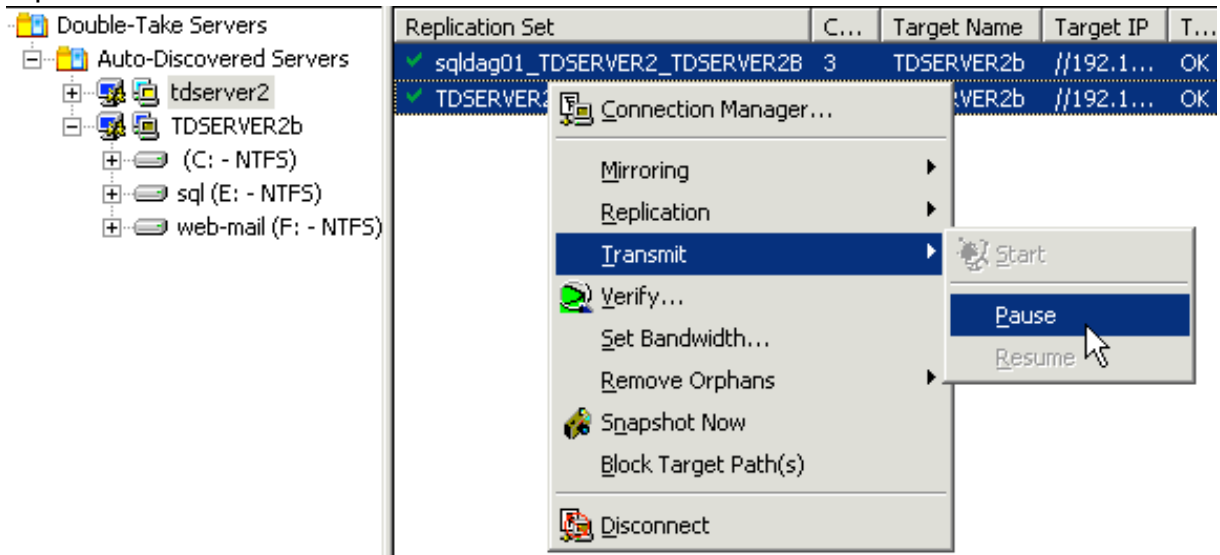 Double-Take Servers
Auto-Discovered Servers
tdserver2
TDSERVER2b
(C: - NTFS)
sql (E: - NTFS)
web-mail (F: - NTFS)
Replication Set C... Target Name Target IP T...
sqldag01_TDSERVER2_TDSERVER2B 3 TDSERVER2b //192.1... OK
TDSERVER2 //192.1... OK
Connection Manager...
Mirroring
Replication
Transmit
Verify...
Set Bandwidth...
Remove Orphans
Snapshot Now
Block Target Path(s)
Disconnect
Start
Pause
Resume